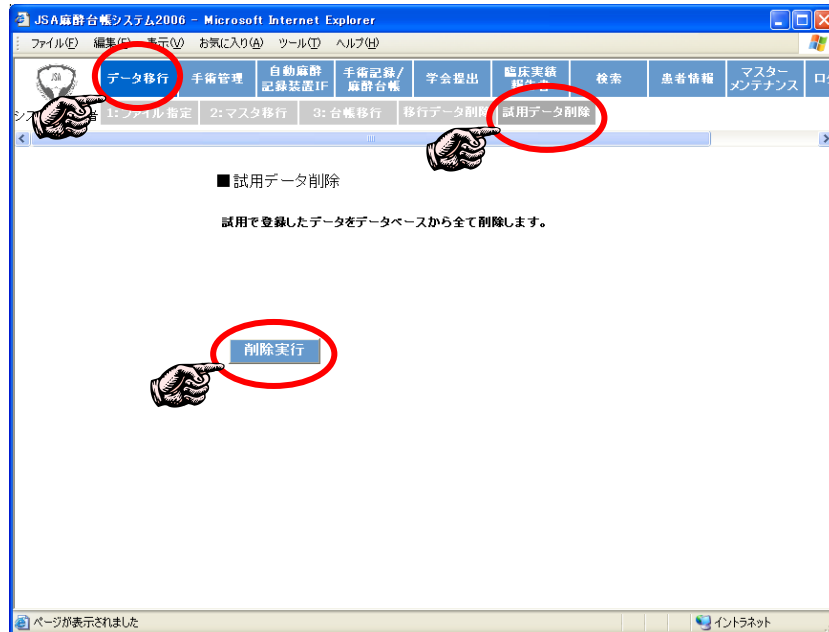 JSA麻酔台帳システム2006 - Microsoft Internet Explorer
ファイル(F) 編集(E) 表示(V) お気に入り(A) ツール(T) ヘルプ(H)
JSA
データ移行
手術管理
自動麻酔
記録装置IF
手術記録/
麻酔台帳
学会提出
臨床実績
検索
患者情報
マスター
メンテナンス
シス
1:ファイル指定 2:マスタ移行 3:台帳移行 移行データ削除 試用データ削除
■試用データ削除
試用で登録したデータをデータベースから全て削除します。
削除実行
ページが表示されました
イントラネット